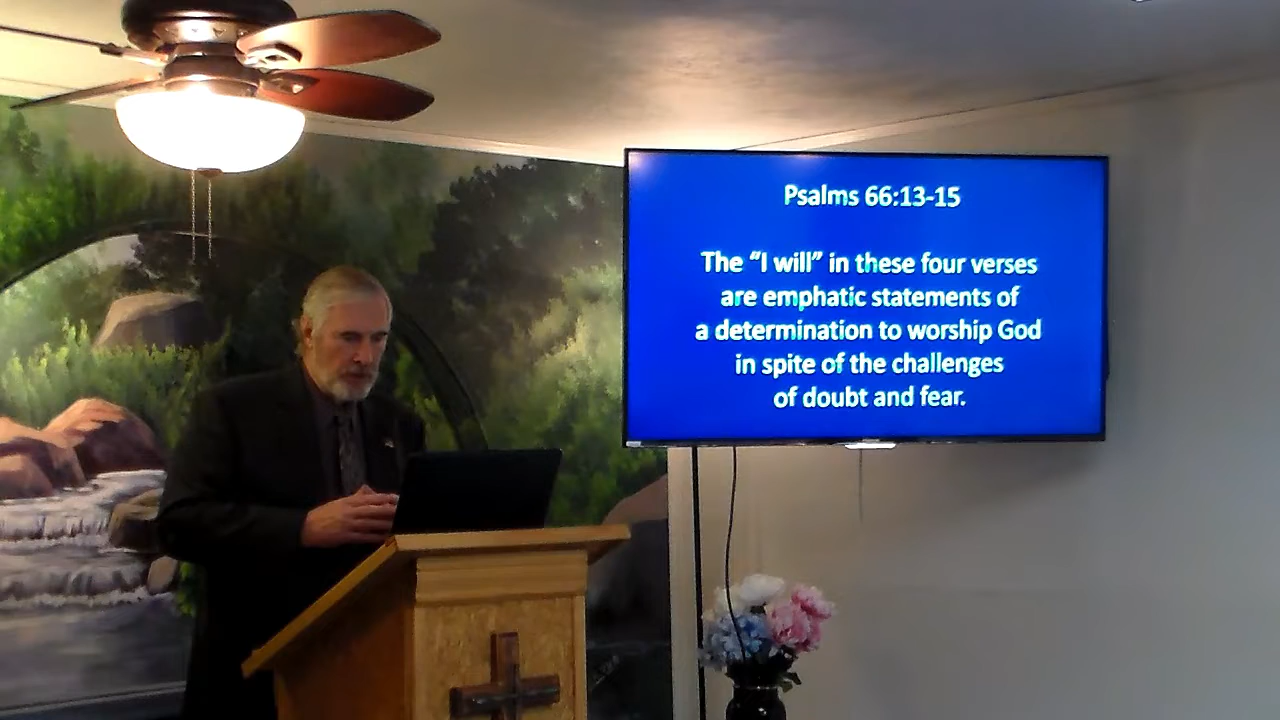 Psalms 66:13-15
The “I will” in these four verses
are emphatic statements of
a determination to worship God
in spite of the challenges
of doubt and fear.